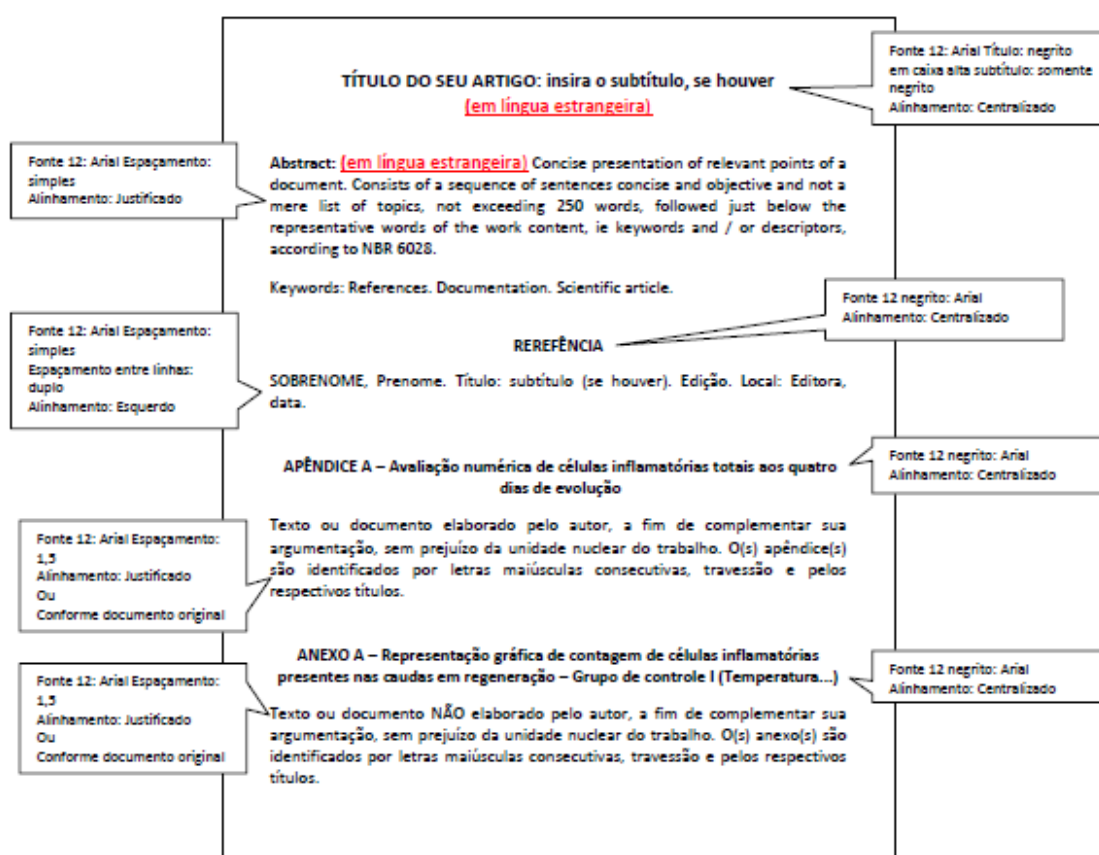 Fonte 12: Arial Título: negrito
em caixa alta subtítulo: somente
negrito
Alinhamento: Centralizado
TÍTULO DO SEU ARTIGO: insira o subtítulo, se houver
(em língua estrangeira)
Fonte 12: Arial Espaçamento:
simples
Alinhamento: Justificado
Abstract: (em língua estrangeira) Concise presentation of relevant points of a
document. Consists of a sequence of sentences concise and objective and not a
mere list of topics, not exceeding 250 words, followed just below the
representative words of the work content, ie keywords and / or descriptors,
according to NBR 6028.
Keywords: References. Documentation. Scientific article.
Fonte 12 negrito: Arial
Alinhamento: Centralizado
REREFÊNCIA
Fonte 12: Arial Espaçamento:
simples
Espaçamento entre linhas:
duplo
Alinhamento: Esquerdo
SOBRENOME, Prenome. Título: subtítulo (se houver). Edição. Local: Editora,
data.
Fonte 12 negrito: Arial
Alinhamento: Centralizado
APÊNDICE A – Avaliação numérica de células inflamatórias totais aos quatro
dias de evolução
Fonte 12: Arial Espaçamento:
1,5
Alinhamento: Justificado
Ou
Conforme documento original
Texto ou documento elaborado pelo autor, a fim de complementar sua
argumentação, sem prejuízo da unidade nuclear do trabalho. O(s) apêndice(s)
são identificados por letras maiúsculas consecutivas, travessão e pelos
respectivos títulos.
ANEXO A – Representação gráfica de contagem de células inflamatórias
presentes nas caudas em regeneração – Grupo de controle I (Temperatura...)
Fonte 12 negrito: Arial
Alinhamento: Centralizado
Fonte 12: Arial Espaçamento:
1,5
Alinhamento: Justificado
Ou
Conforme documento original
Texto ou documento NÃO elaborado pelo autor, a fim de complementar sua
argumentação, sem prejuízo da unidade nuclear do trabalho. O(s) anexo(s) são
identificados por letras maiúsculas consecutivas, travessão e pelos respectivos
títulos.